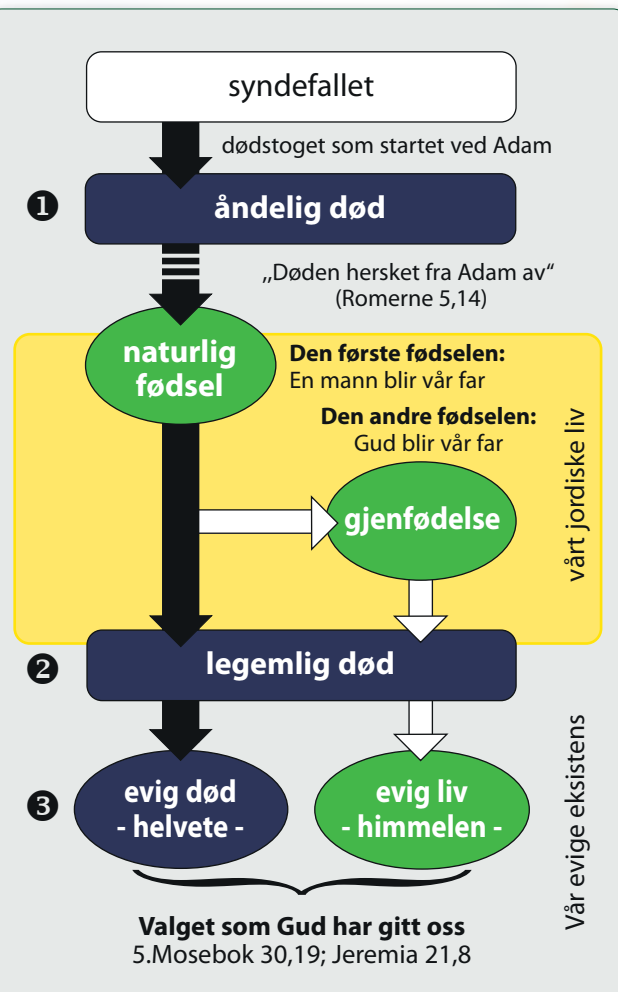 syndefallet
dødstoget som startet ved Adam
❶
åndelig død
„Døden hersket fra Adam av“
(Romerne 5,14)
naturlig
fødsel
Den første fødselen:
En mann blir vår far
Den andre fødselen:
Gud blir vår far
gjenfødelse
vårt jordiske liv
❷
legemlig død
❸
evig død
- helvete -
evig liv
- himmelen -
Vår evige eksistens
Valget som Gud har gitt oss
5.Mosebok 30,19; Jeremia 21,8